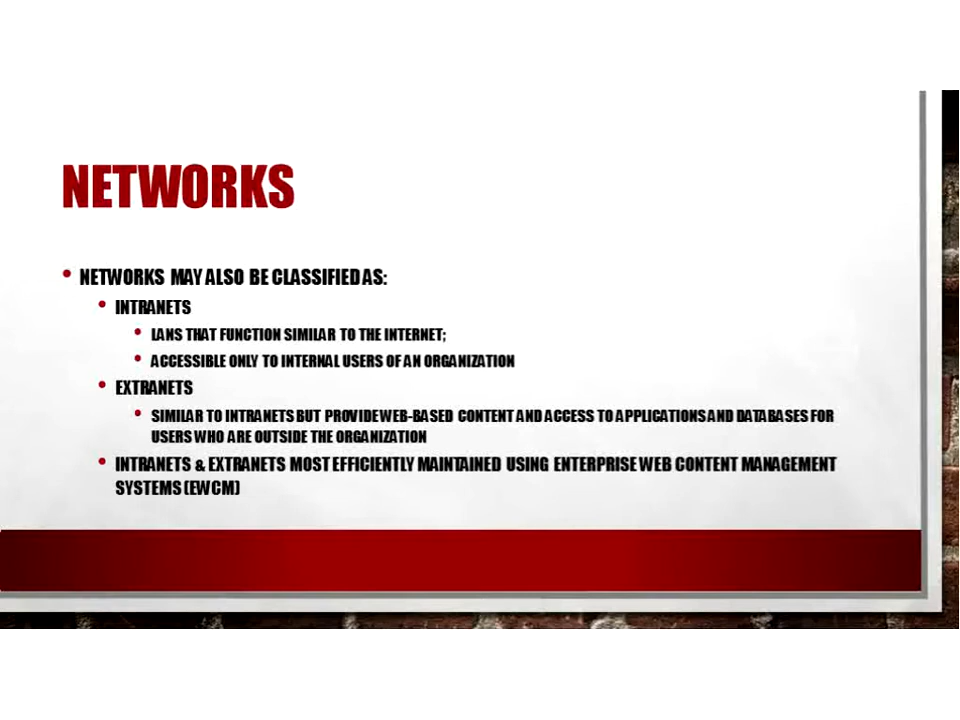 NETWORKS
• NETWORKS MAY ALSO BE CLASSIFIED AS:
• INTRANETS
• LANS THAT FUNCTION SIMILAR TO THE INTERNET;
• ACCESSIBLE ONLY TO INTERNAL USERS OF AN ORGANIZATION
• EXTRANETS
• SIMILAR TO INTRANETS BUT PROVIDE WEB-BASED CONTENT AND ACCESS TO APPLICATIONS AND DATABASES FOR
USERS WHO ARE OUTSIDE THE ORGANIZATION
• INTRANETS & EXTRANETS MOST EFFICIENTLY MAINTAINED USING ENTERPRISE WEB CONTENT MANAGEMENT
SYSTEMS (EWCM)